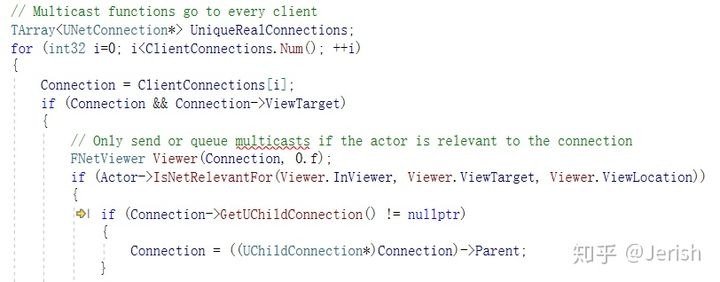 // Multicast functions go to every client
TArray<UNetConnection*> UniqueRealConnections;
for (int32 i=0; i<ClientConnections.Num(); ++i)
{
    Connection = ClientConnections[i];
    if (Connection && Connection->ViewTarget)
    {
        // Only send or queue multicasts if the actor is relevant to the connection
        FNetViewer Viewer(Connection, 0.f);
        if (Actor->IsNetRelevantFor(Viewer.InViewer, Viewer.ViewTarget, Viewer.ViewLocation))
        {
            if (Connection->GetUChildConnection() != nullptr)
            {
                Connection = ((UChildConnection*)Connection)->Parent;
            }
知乎 @Jerish